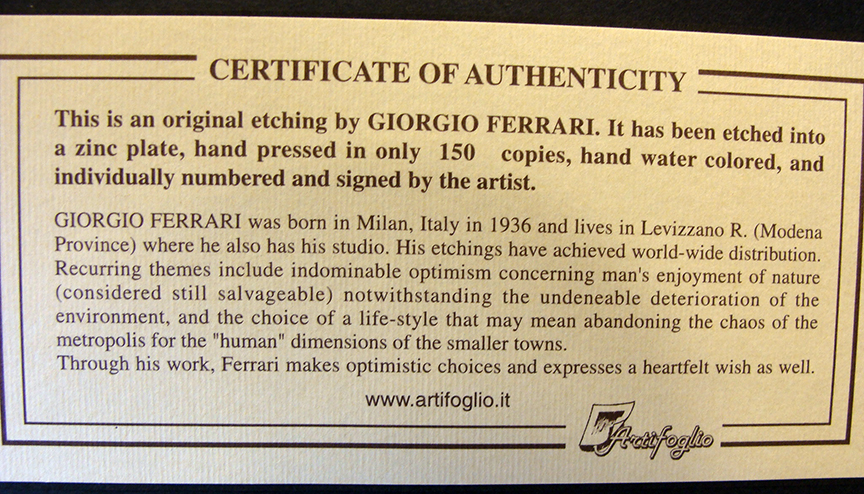 CERTIFICATE OF AUTHENTICITY
This is an original etching by GIORGIO FERRARI. It has been etched into
a zinc plate, hand pressed in only 150 copies, hand water colored, and
individually numbered and signed by the artist.
GIORGIO FERRARI was born in Milan, Italy in 1936 and lives in Levizzano R. (Modena
Province) where he also has his studio. His etchings have achieved world-wide distribution.
Recurring themes include indominable optimism concerning man's enjoyment of nature
(considered still salvageable) notwithstanding the undeneable deterioration of the
environment, and the choice of a life-style that may mean abandoning the chaos of the
metropolis for the "human" dimensions of the smaller towns.
Through his work, Ferrari makes optimistic choices and expresses a heartfelt wish as well.
www.artifoglio.it
Artifoglio